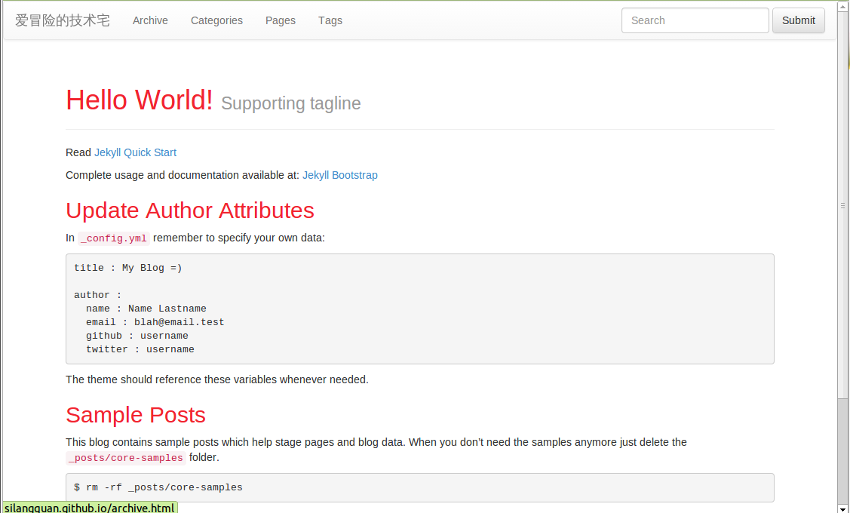 爱冒险的技术宅 Archive Categories Pages Tags Search Submit
Hello World! Supporting tagline
Read Jekyll Quick Start
Complete usage and documentation available at: Jekyll Bootstrap
Update Author Attributes
In _config.yml remember to specify your own data:
title : My Blog =)
author :
name : Name Lastname
email : blah@email.test
github : username
twitter : username
The theme should reference these variables whenever needed.
Sample Posts
This blog contains sample posts which help stage pages and blog data. When you don't need the samples anymore just delete the
_posts/core-samples folder.
$ rm -rf _posts/core-samples
silangquan.github.io/archive.html